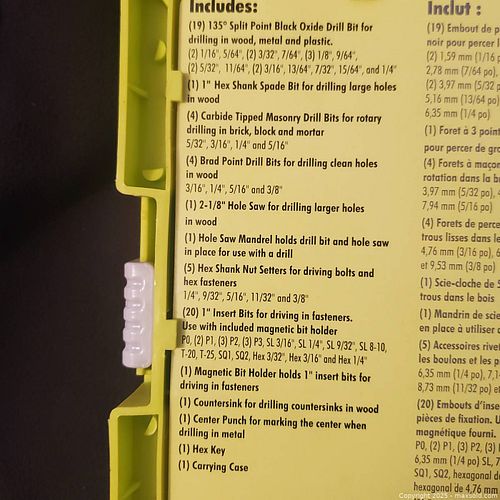 Includes:
(19) 135° Split Point Black Oxide Drill Bit for
drilling in wood, metal and plastic.
(2) 1/16", 5/64", (2) 3/32", 7/64", (3) 1/8", 9/64",
(2) 5/32", 11/64", (2) 3/16", 13/64", 7/32", 15/64", and 1/4"
(1) 1" Hex Shank Spade Bit for drilling large holes
in wood
(4) Carbide Tipped Masonry Drill Bits for rotary
drilling in brick, block and mortar
5/32", 3/16", 1/4" and 5/16"
(4) Brad Point Drill Bits for drilling clean holes
in wood
3/16", 1/4", 5/16" and 3/8"
(1) 2-1/8" Hole Saw for drilling larger holes
in wood
(1) Hole Saw Mandrel holds drill bit and hole saw
in place for use with a drill
(5) Hex Shank Nut Setters for driving bolts and
hex fasteners
1/4", 9/32", 5/16", 11/32" and 3/8"
(20) 1" Insert Bits for driving in fasteners.
Use with included magnetic bit holder
P0, (2) P1, (2) P2, (3) P3, SL 3/16", SL 1/4", SL 9/32", SL 8-10,
T-20, T-25, SQ1, SQ2, Hex 3/32", Hex 3/16" and Hex 1/4"
(1) Magnetic Bit Holder holds 1" insert bits for
driving in fasteners
(1) Countersink for drilling countersinks in wood
(1) Center Punch for marking the center when
drilling in metal
(1) Hex Key
(1) Carrying Case
Inclut :
(19) Embout de
noir pour percer
(2) 1,59 mm (1/16
2,78 mm (7/64 po),
(2) 3,97 mm (5/32
5,16 mm (13/64 po)
6,35 mm (1/4 po)
(1) Foret à 3 point
pour percer de
(4) Forets à
rotation dans la
3,97 mm (5/32 po),
7,94 mm (5/16 po)
(4) Forets de perce
trous lisses dans
4,76 mm (3/16 po),
et 9,53 mm (3/8 po)
(1) Scie-cloche de
trous dans le bois
(1) Mandrin de scie
en place à utiliser
(5) Accessoires
les boulons et les
6,35 mm (1/4 po),
8,73 mm (11/32 po)
(20) Embouts
pièces de fixation.
magnétique fourni.
P0, (2) P1, (2) P2, (3)
6,35 mm (1/4 po) SL,
SQ1, SQ2, hexagonal
hexagonal de 4,76 mm
Copyright 2025 - maxsold.com